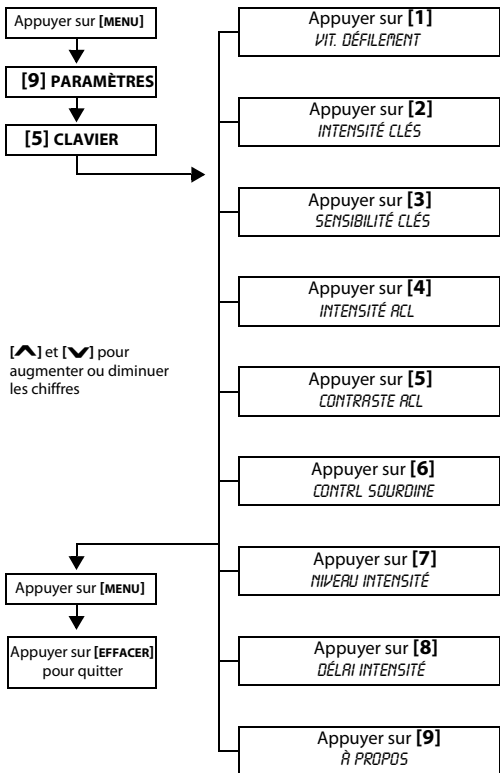 Appuyer sur [MENU]
[9] PARAMÈTRES
[5] CLAVIER
[∧] et [∨] pour
augmenter ou diminuer
les chiffres
Appuyer sur [MENU]
Appuyer sur [EFFACER]
pour quitter
Appuyer sur [1]
VIT. DÉFILEMENT
Appuyer sur [2]
INTENSITÉ CLÉS
Appuyer sur [3]
SENSIBILITÉ CLÉS
Appuyer sur [4]
INTENSITÉ ACL
Appuyer sur [5]
CONTRASTE ACL
Appuyer sur [6]
CONTRL SOURDINE
Appuyer sur [7]
NIVEAU INTENSITÉ
Appuyer sur [8]
DÉLAI INTENSITÉ
Appuyer sur [9]
À PROPOS